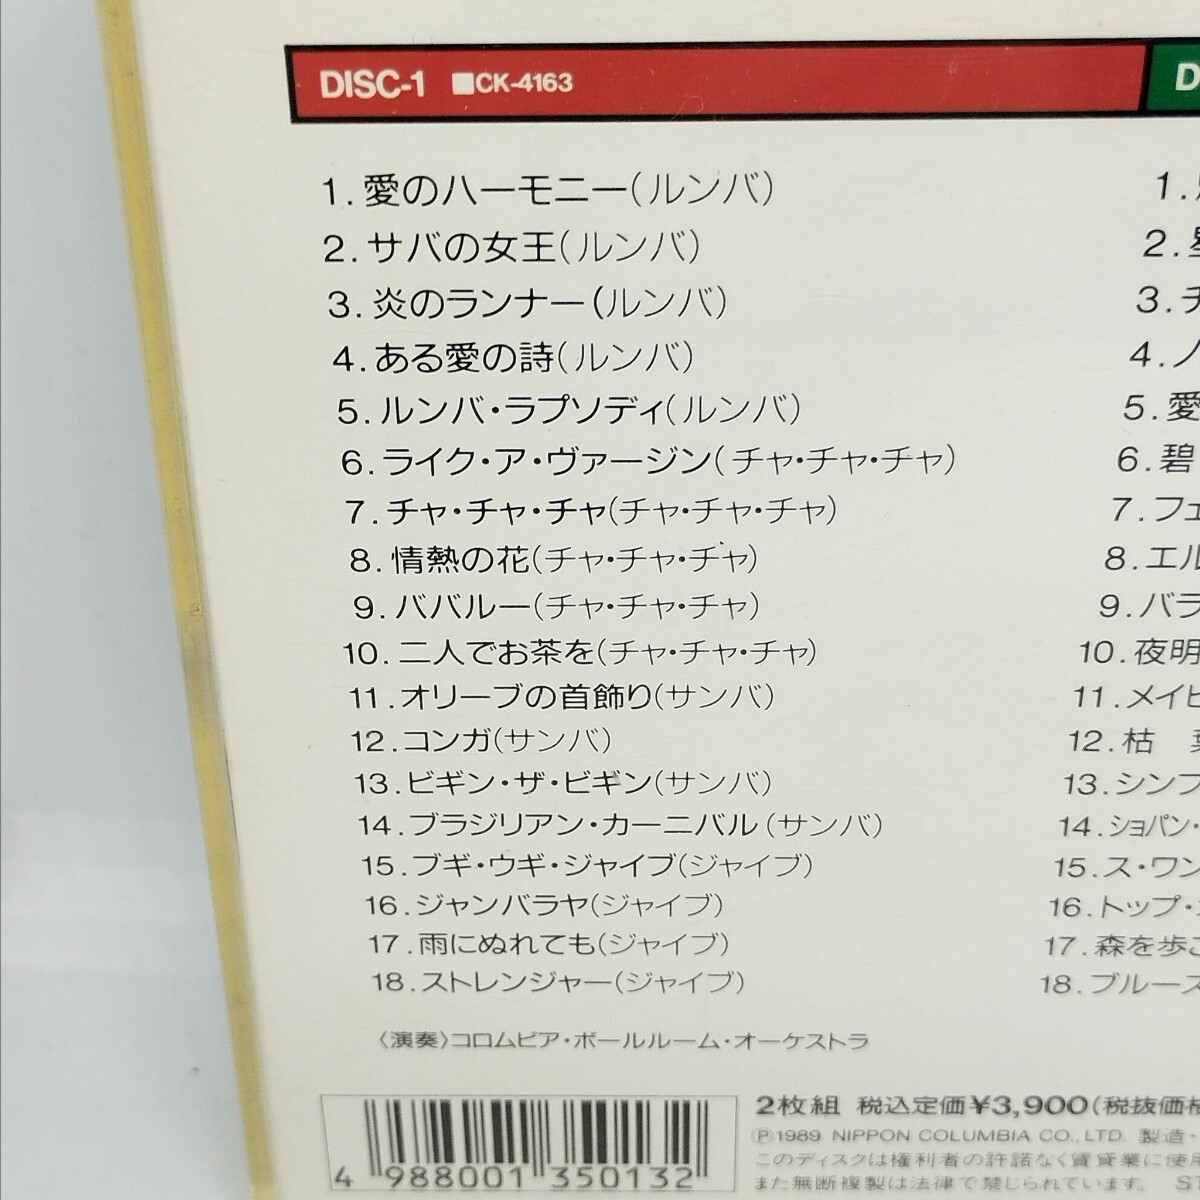 DISC-1 ■CK-4163
1.愛のハーモニー(ルンバ)
2.サバの女王(ルンバ)
3.炎のランナー(ルンバ)
4.ある愛の詩(ルンバ)
5.ルンバ・ラプソディ(ルンバ)
6.ライク・ア・ヴァージン(チャ・チャ・チャ)
7.チャ・チャ・チャ(チャ・チャ・チャ)
8.情熱の花(チャ・チャ・チャ)
9.ババルー(チャ・チャ・チャ)
10.二人でお茶を(チャ・チャ・チャ)
11.オリーブの首飾り(サンバ)
12.コンガ(サンバ)
13.ビギン・ザ・ビギン(サンバ)
14.ブラジリアン・カーニバル(サンバ)
15.ブギ・ウギ・ジャイブ(ジャイブ)
16.ジャンバラヤ(ジャイブ)
17.雨にぬれても(ジャイブ)
18.ストレンジャー(ジャイブ)
〈演奏〉コロムビア・ボールルーム・オーケストラ
D
1.
2.星
3.チ
4.ノ
5.愛
6.碧
7.フェ
8.エル
9.バラ
10.夜明
11.メイビ
12.枯 葉
13.シンフ
14.ショパン・
15.ス・ワン
16.トップ・
17.森を歩こ
18.ブルース
4 988001 350132
2枚組 税込定価¥3,900(税抜価格
Ⓟ1989 NIPPON COLUMBIA CO., LTD. 製造・
このディスクは権利者の許諾なく賃貸業に使用
また無断複製は法律で禁じられています。 ST